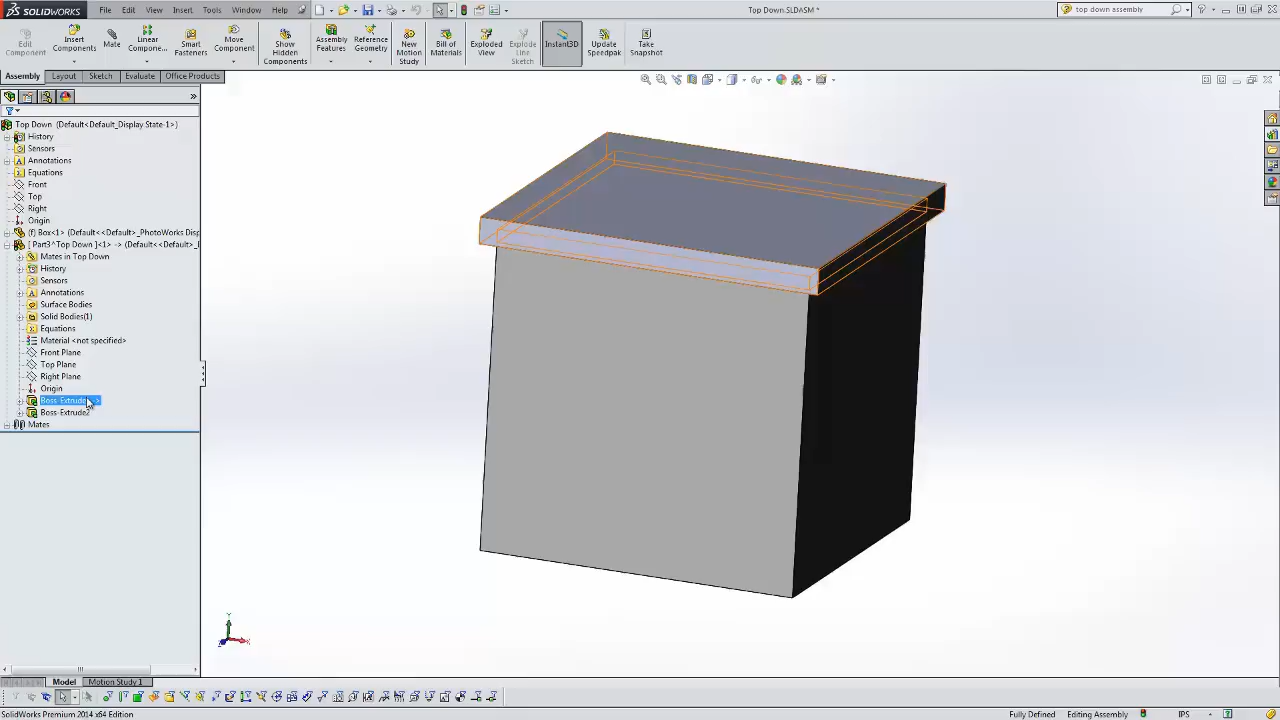 SOLIDWORKS File Edit View Insert Tools Window Help Top Down.SLDASM * top down assembly
Edit Component
Insert Components
Mate
Linear Compone...
Smart Fasteners
Move Component
Show Hidden Components
Assembly Features
Reference Geometry
New Motion Study
Bill of Materials
Exploded View
Explode Line Sketch
Instant3D
Update Speedpak
Take Snapshot
Assembly Layout Sketch Evaluate Office Products
Top Down (Default<Default_Display State-1>)
History
Sensors
Annotations
Equations
Front
Top
Right
Origin
(f) Box<1> (Default<<Default>_PhotoWorks Disp
[ Part3^Top Down ]<1> -> (Default<<Default>_
Mates in Top Down
History
Sensors
Annotations
Surface Bodies
Solid Bodies(1)
Equations
Material <not specified>
Front Plane
Top Plane
Right Plane
Origin
Boss-Extrude
Boss-Extrude2
Mates
Y
X
Model Motion Study 1
SolidWorks Premium 2014 x64 Edition Fully Defined Editing Assembly IPS